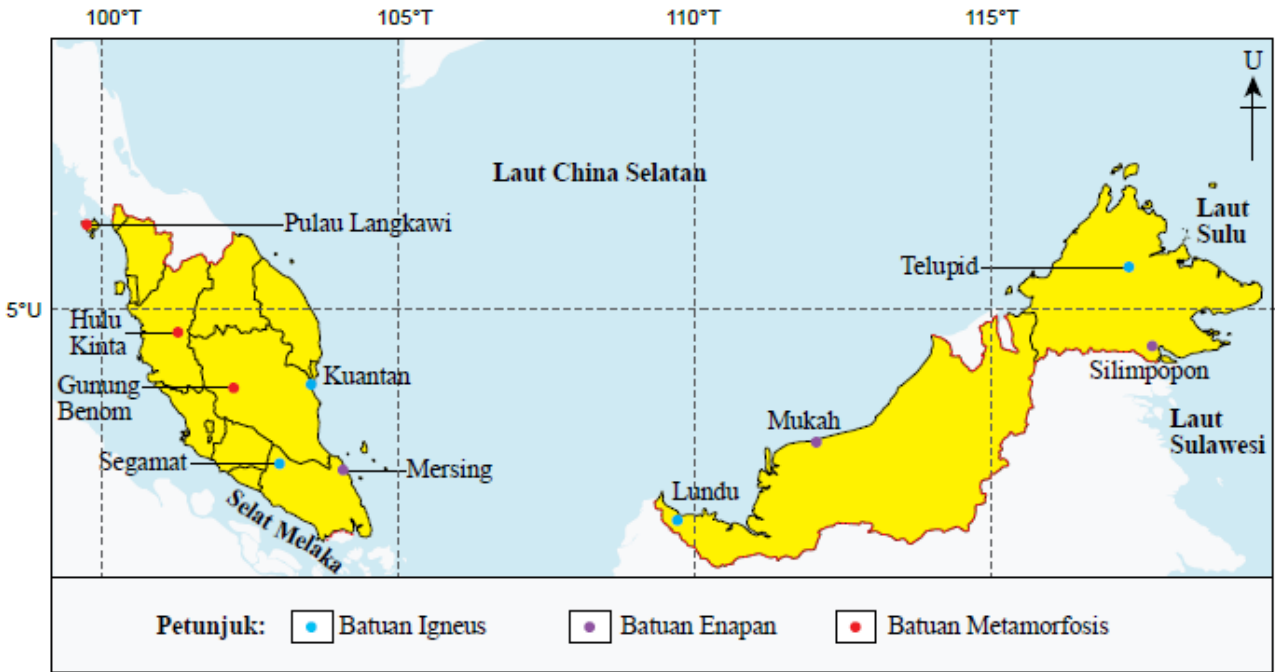 100°T 105°T 110°T 115°T
U
Laut China Selatan
Pulau Langkawi
Laut
Sulu
Telupid
5°U
Hulu
Kinta
Kuantan
Silimpopon
Gunung
Benom
Mukah
Laut
Sulawesi
Segamat
Mersing
Lundu
Selat Melaka
Petunjuk: Batuan Igneus Batuan Enapan Batuan Metamorfosis